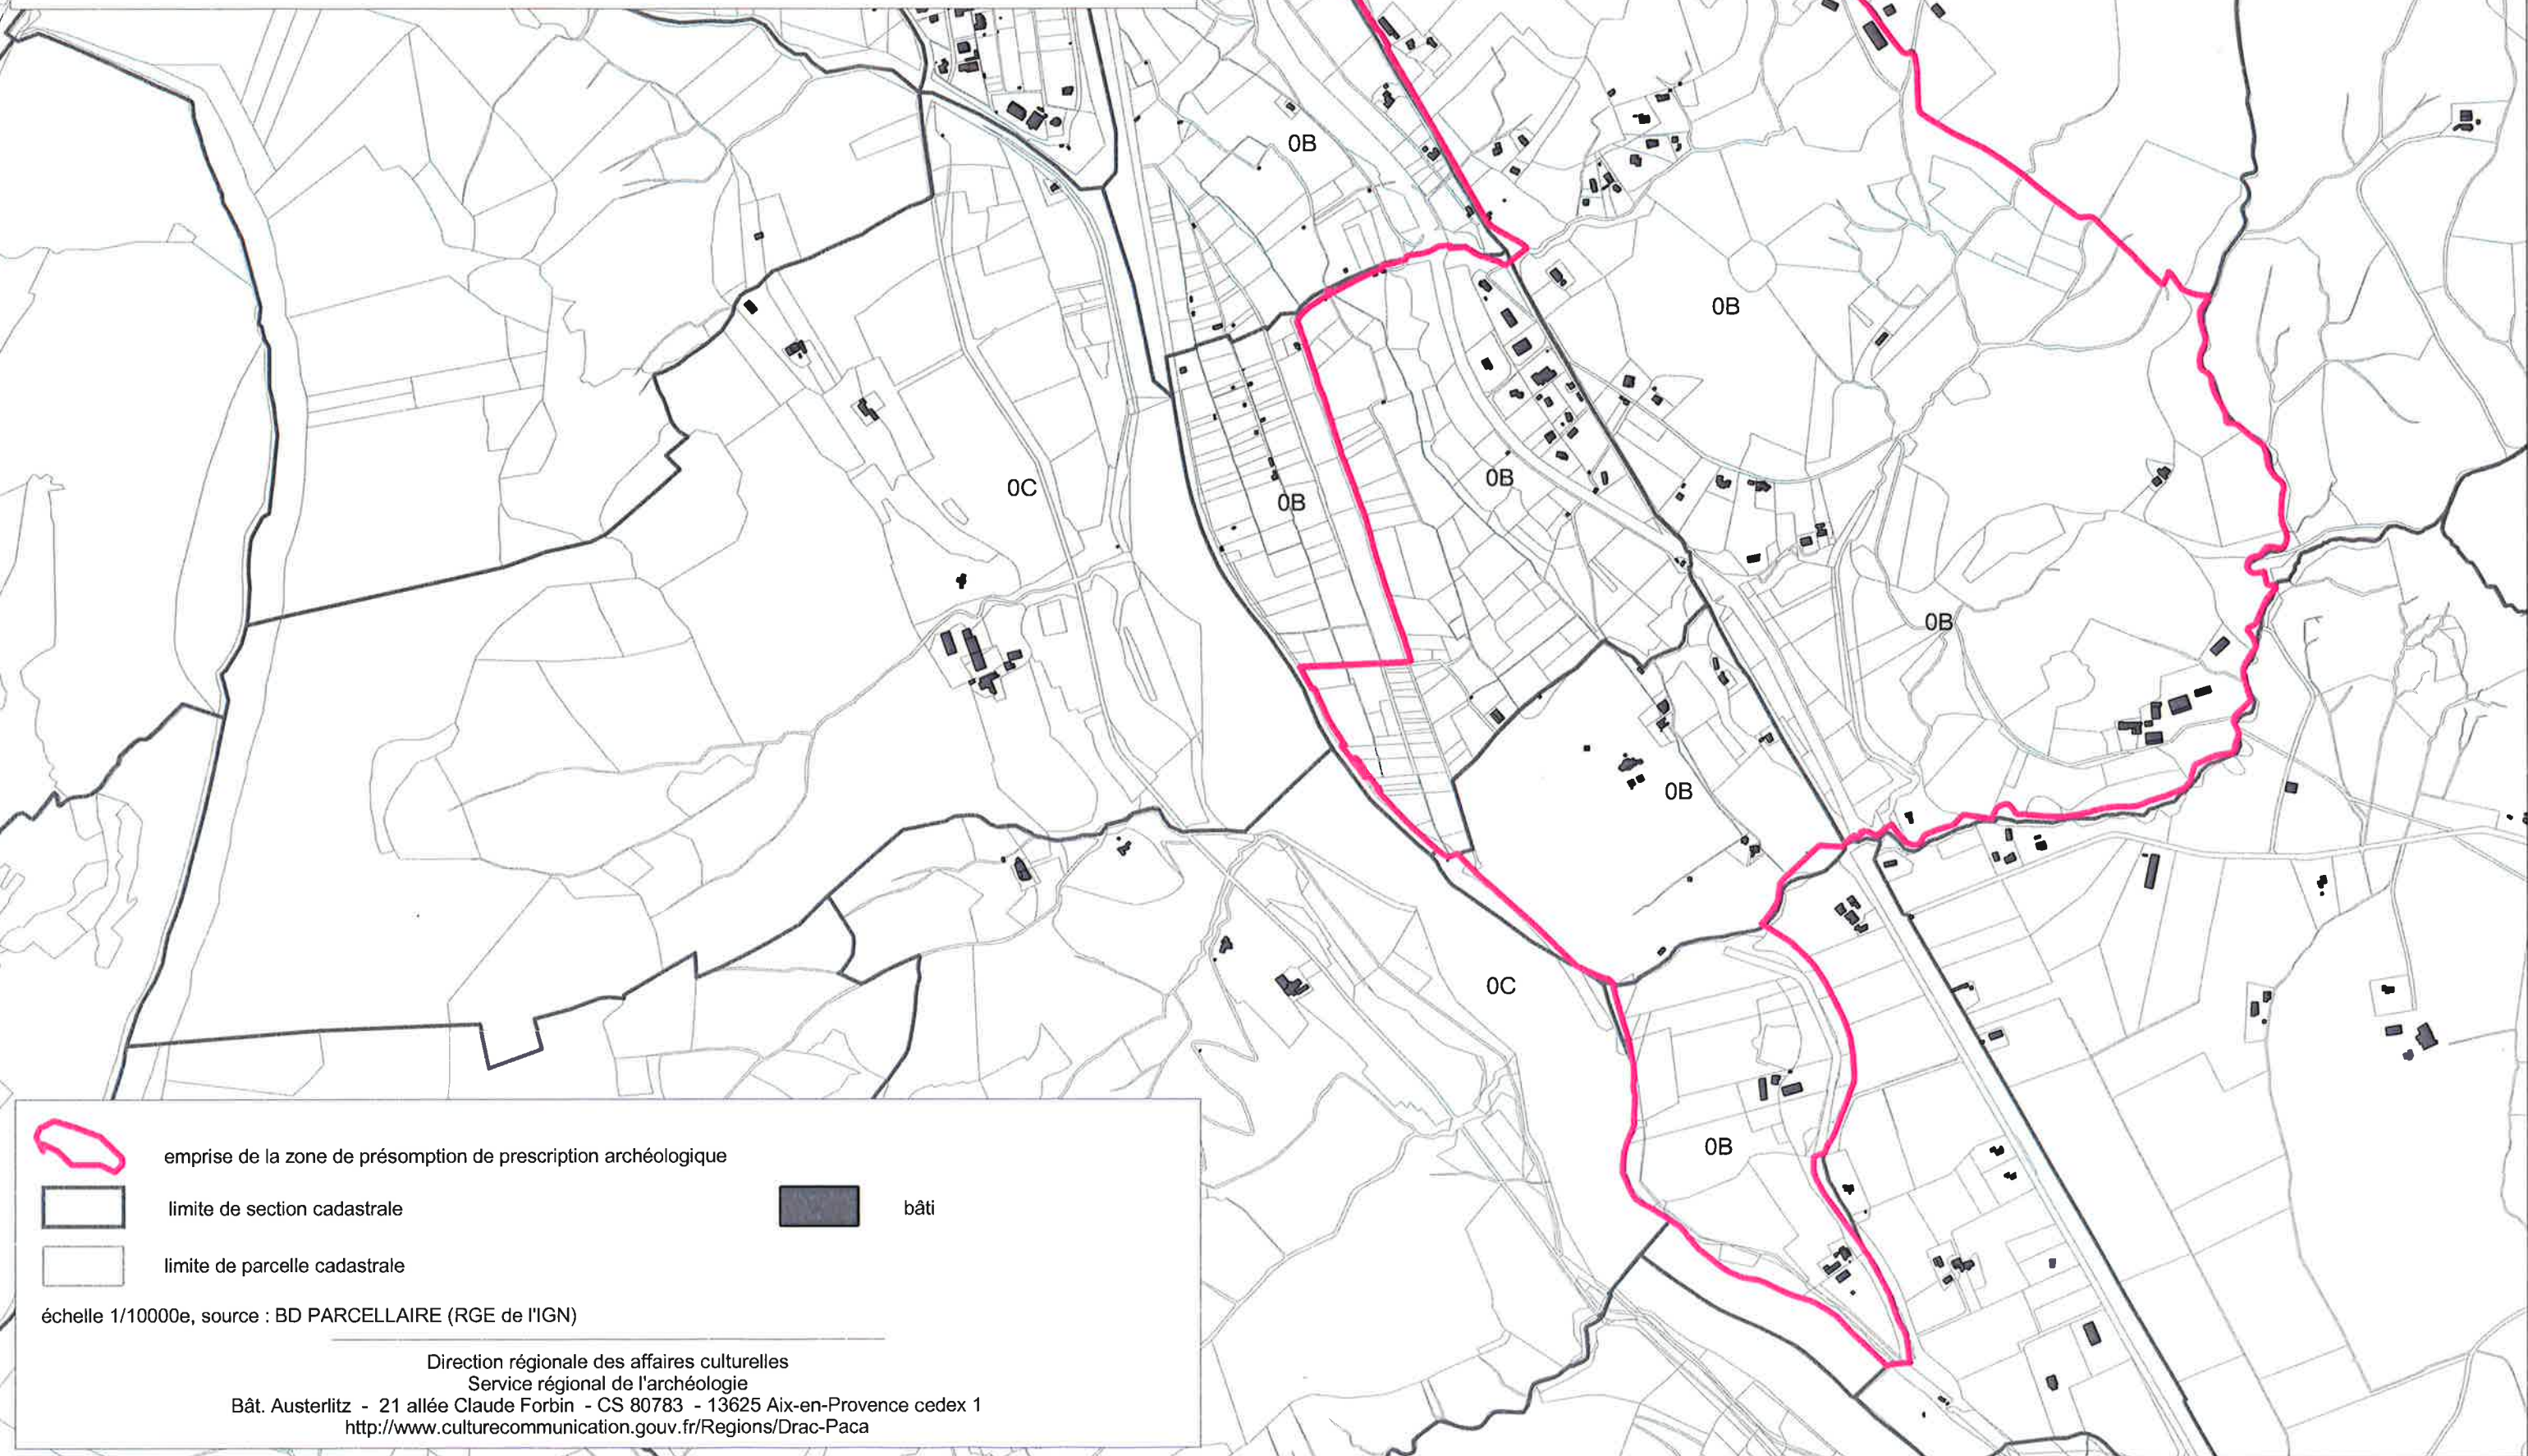 0B
0B
0C
0B
0B
0B
0B
0C
0B
emprise de la zone de présomption de prescription archéologique
limite de section cadastrale
bâti
limite de parcelle cadastrale
échelle 1/10000e, source : BD PARCELLAIRE (RGE de l'IGN)
Direction régionale des affaires culturelles
Service régional de l'archéologie
Bât. Austerlitz - 21 allée Claude Forbin - CS 80783 - 13625 Aix-en-Provence cedex 1
http://www.culturecommunication.gouv.fr/Regions/Drac-Paca